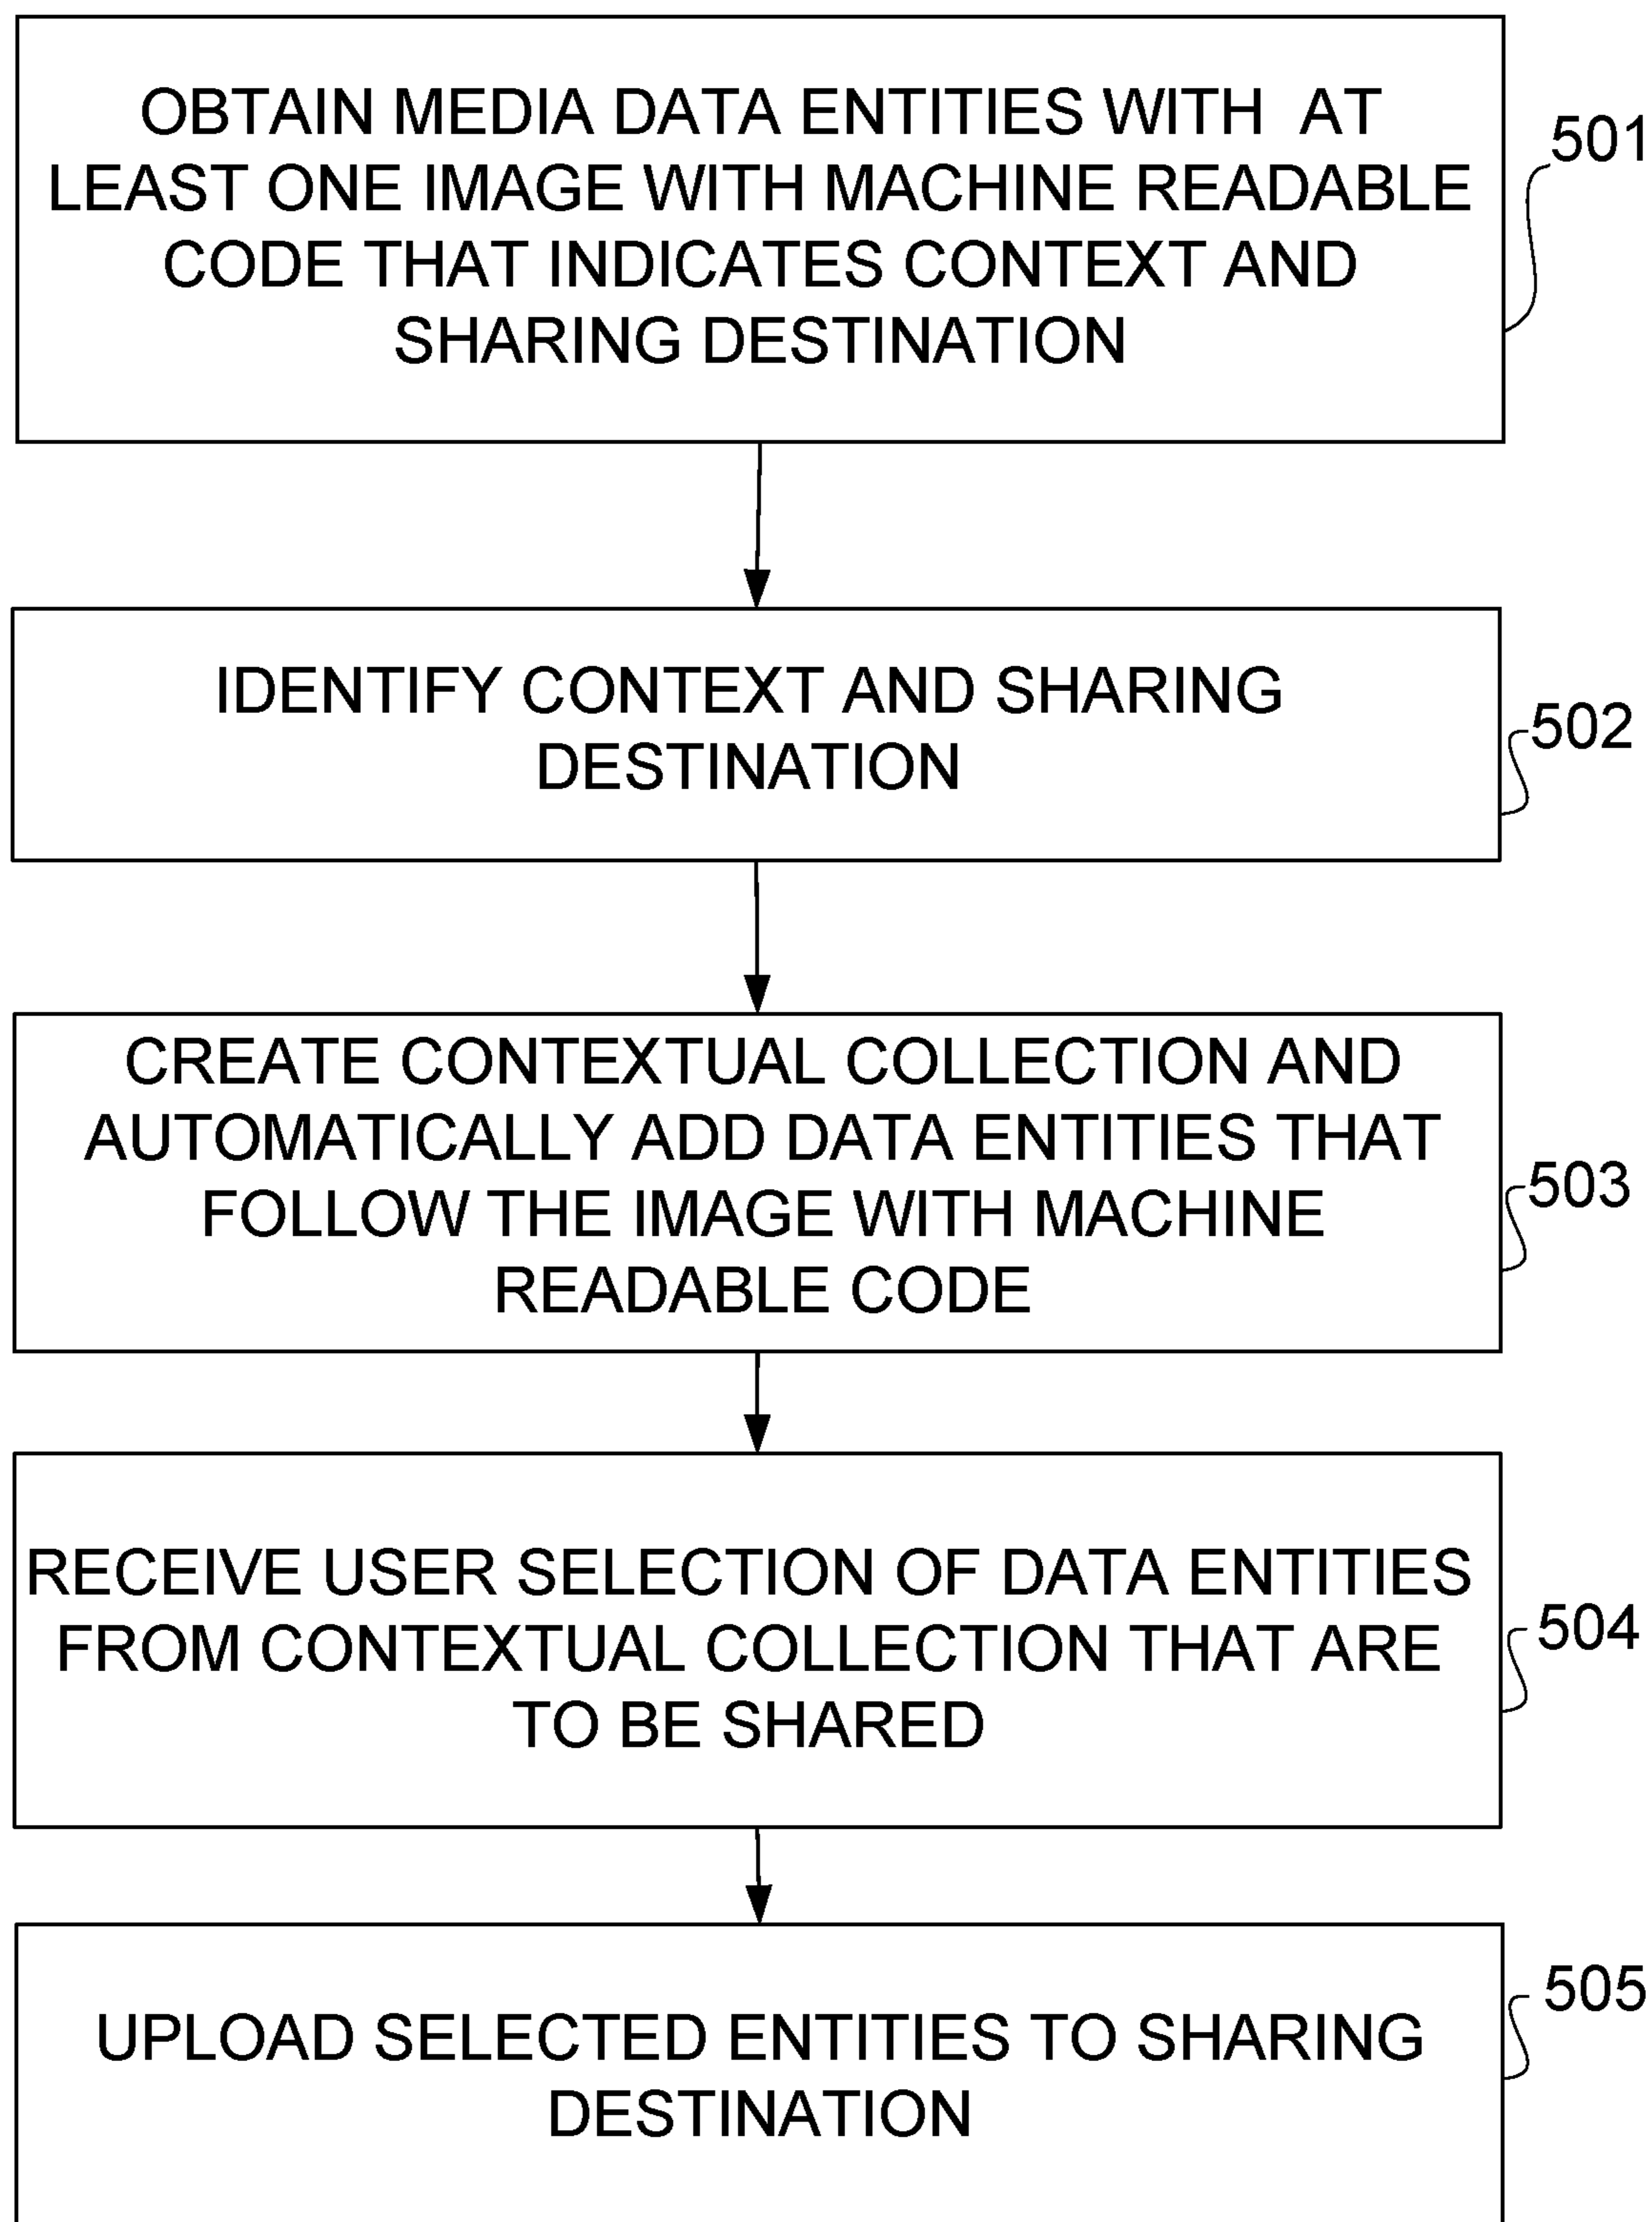 OBTAIN MEDIA DATA ENTITIES WITH AT
LEAST ONE IMAGE WITH MACHINE READABLE
CODE THAT INDICATES CONTEXT AND
SHARING DESTINATION
501
IDENTIFY CONTEXT AND SHARING
DESTINATION
502
CREATE CONTEXTUAL COLLECTION AND
AUTOMATICALLY ADD DATA ENTITIES THAT
FOLLOW THE IMAGE WITH MACHINE
READABLE CODE
503
RECEIVE USER SELECTION OF DATA ENTITIES
FROM CONTEXTUAL COLLECTION THAT ARE
TO BE SHARED
504
UPLOAD SELECTED ENTITIES TO SHARING
DESTINATION
505